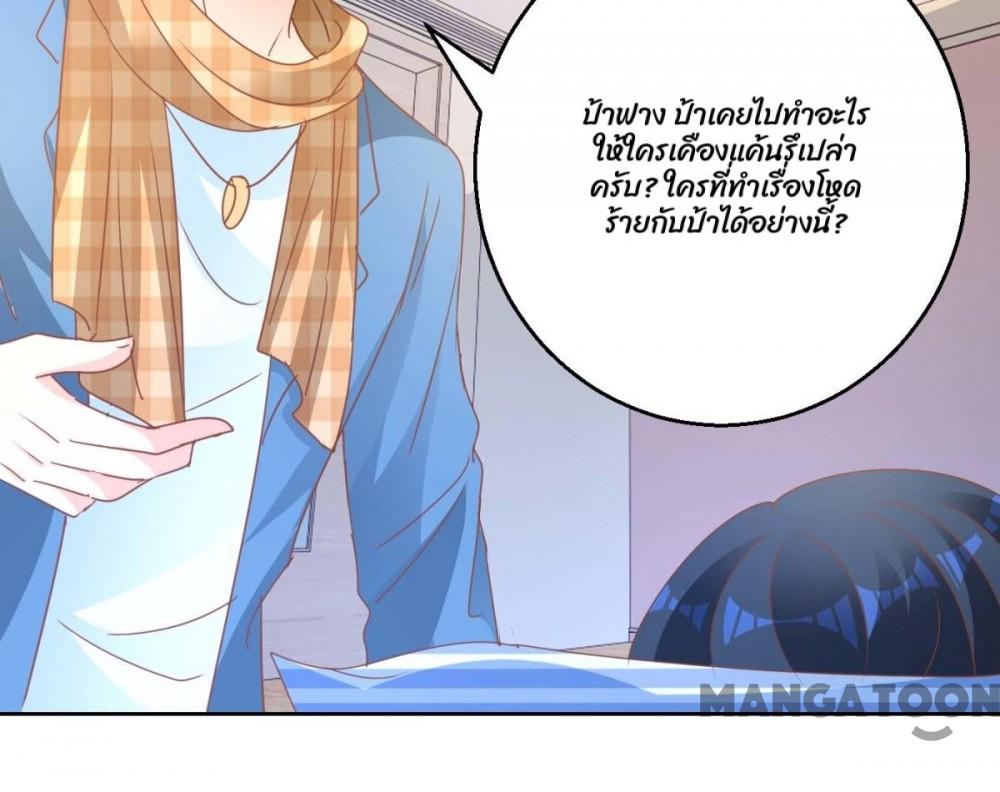 ป้าฟาง ป้าเคยไปทำอะไร
ให้ใครเคืองแค้นรึเปล่า
ครับ? ใครที่ทำเรื่องโหด
ร้ายกับป้าได้อย่างนี้?
MANGATOON